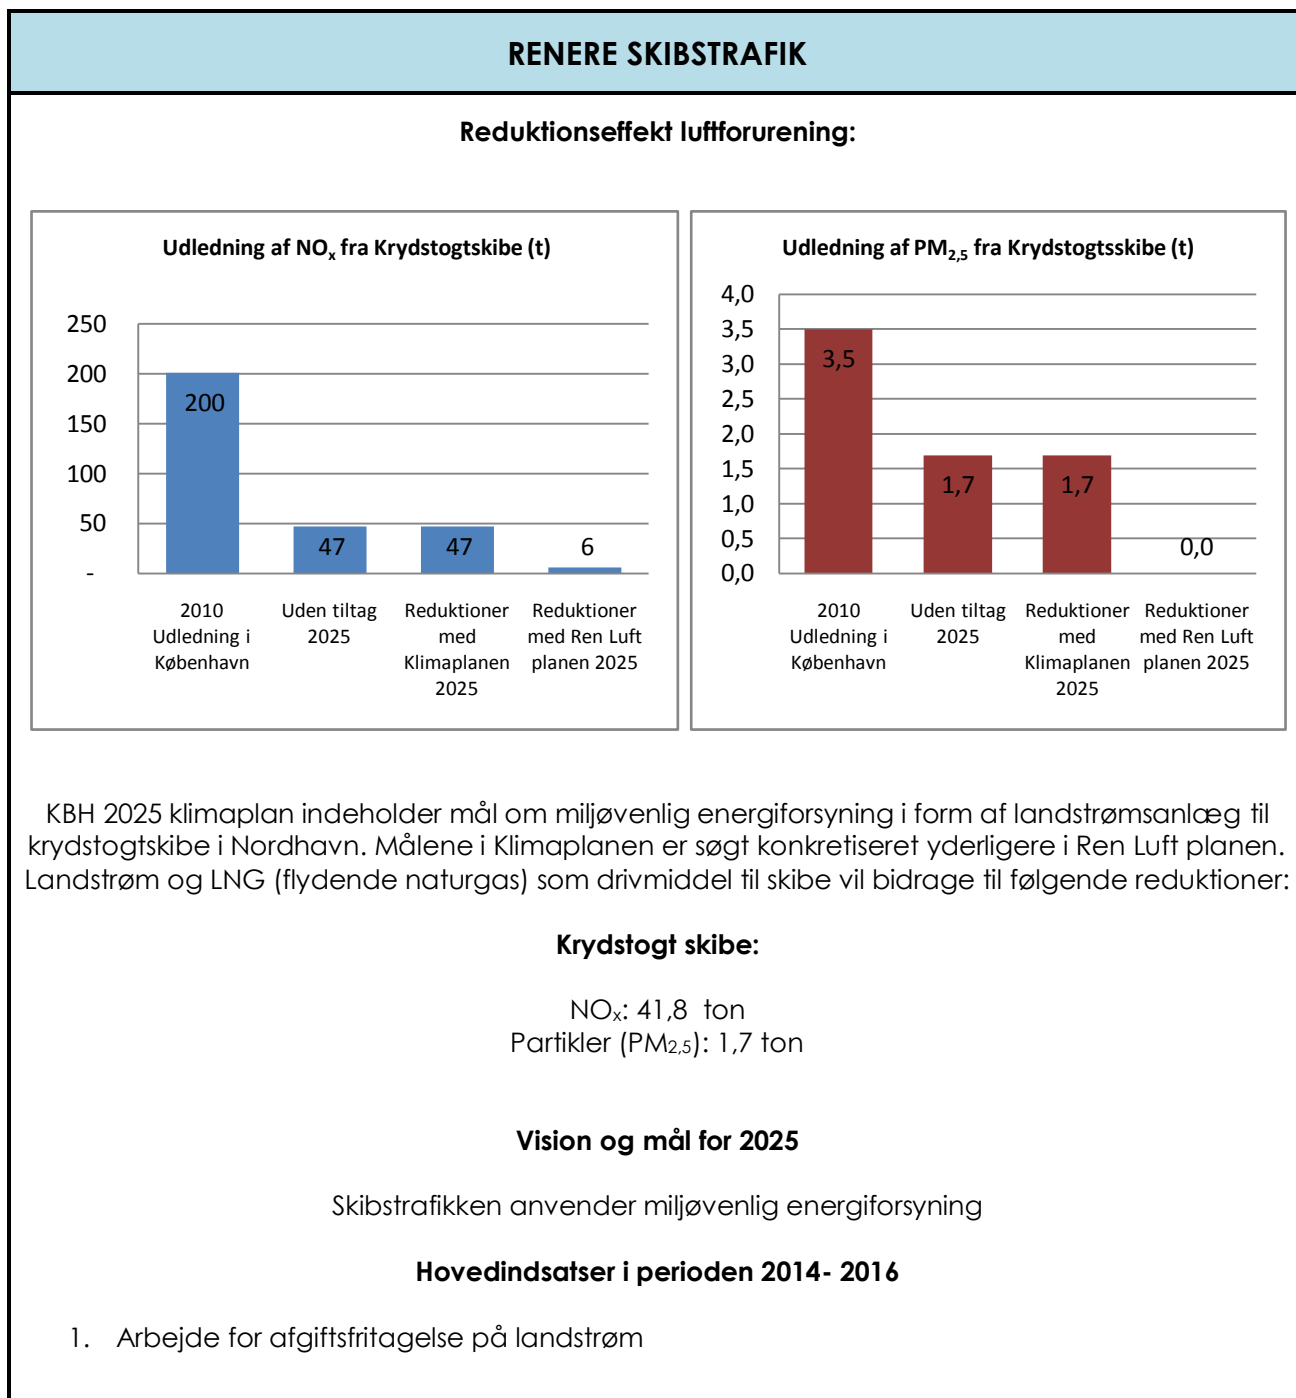 RENERE SKIBSTRAFIK
Reduktionseffekt luftforurening:
Udledning af NOx fra Krydstogtskibe (t)
250
200
150
100
50
-
200
47
47
6
2010
Udledning i
København
Uden tiltag
2025
Reduktioner
med
Klimaplanen
2025
Reduktioner
med Ren Luft
planen 2025
Udledning af PM2,5 fra Krydstogtsskibe (t)
4,0
3,5
3,0
2,5
2,0
1,5
1,0
0,5
0,0
3,5
1,7
1,7
0,0
2010
Udledning i
København
Uden tiltag
2025
Reduktioner
med
Klimaplanen
2025
Reduktioner
med Ren Luft
planen 2025
KBH 2025 klimaplan indeholder mål om miljøvenlig energiforsyning i form af landstrømsanlæg til
krydstogtskibe i Nordhavn. Målene i Klimaplanen er søgt konkretiseret yderligere i Ren Luft planen.
Landstrøm og LNG (flydende naturgas) som drivmiddel til skibe vil bidrage til følgende reduktioner:
Krydstogt skibe:
NOx: 41,8 ton
Partikler (PM2,5): 1,7 ton
Vision og mål for 2025
Skibstrafikken anvender miljøvenlig energiforsyning
Hovedindsatser i perioden 2014- 2016
1. Arbejde for afgiftsfritagelse på landstrøm